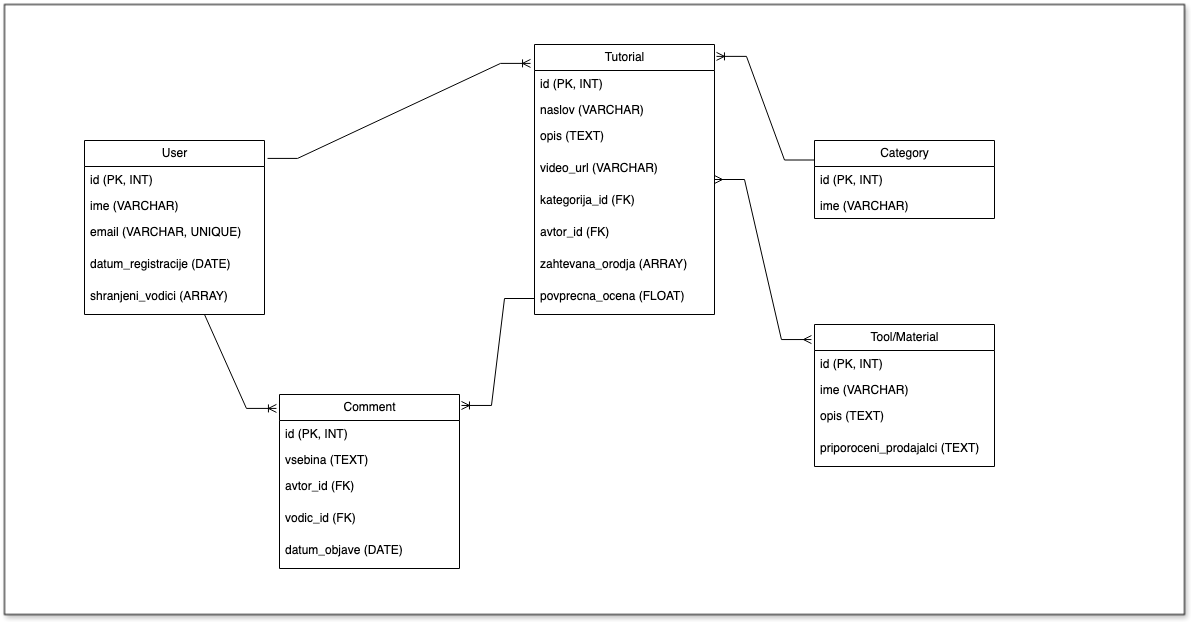 Tutorial
id (PK, INT)
naslov (VARCHAR)
opis (TEXT)
video_url (VARCHAR)
kategorija_id (FK)
avtor_id (FK)
zahtevana_orodja (ARRAY)
povprecna_ocena (FLOAT)
User
id (PK, INT)
ime (VARCHAR)
email (VARCHAR, UNIQUE)
datum_registracije (DATE)
shranjeni_vodici (ARRAY)
Category
id (PK, INT)
ime (VARCHAR)
Tool/Material
id (PK, INT)
ime (VARCHAR)
opis (TEXT)
priporoceni_prodajalci (TEXT)
Comment
id (PK, INT)
vsebina (TEXT)
avtor_id (FK)
vodic_id (FK)
datum_objave (DATE)